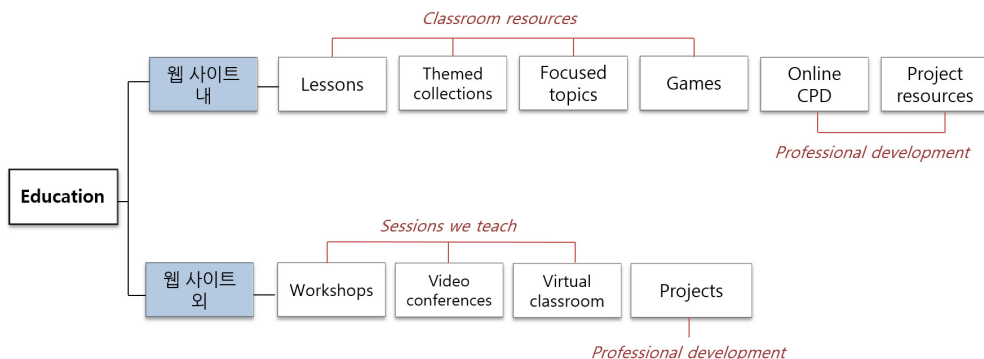 Classroom resources
웹 사이트
내
Lessons
Themed
collections
Focused
topics
Games
Online
CPD
Project
resources
Professional development
Education
Sessions we teach
웹 사이트
외
Workshops
Video
conferences
Virtual
classroom
Projects
Professional development